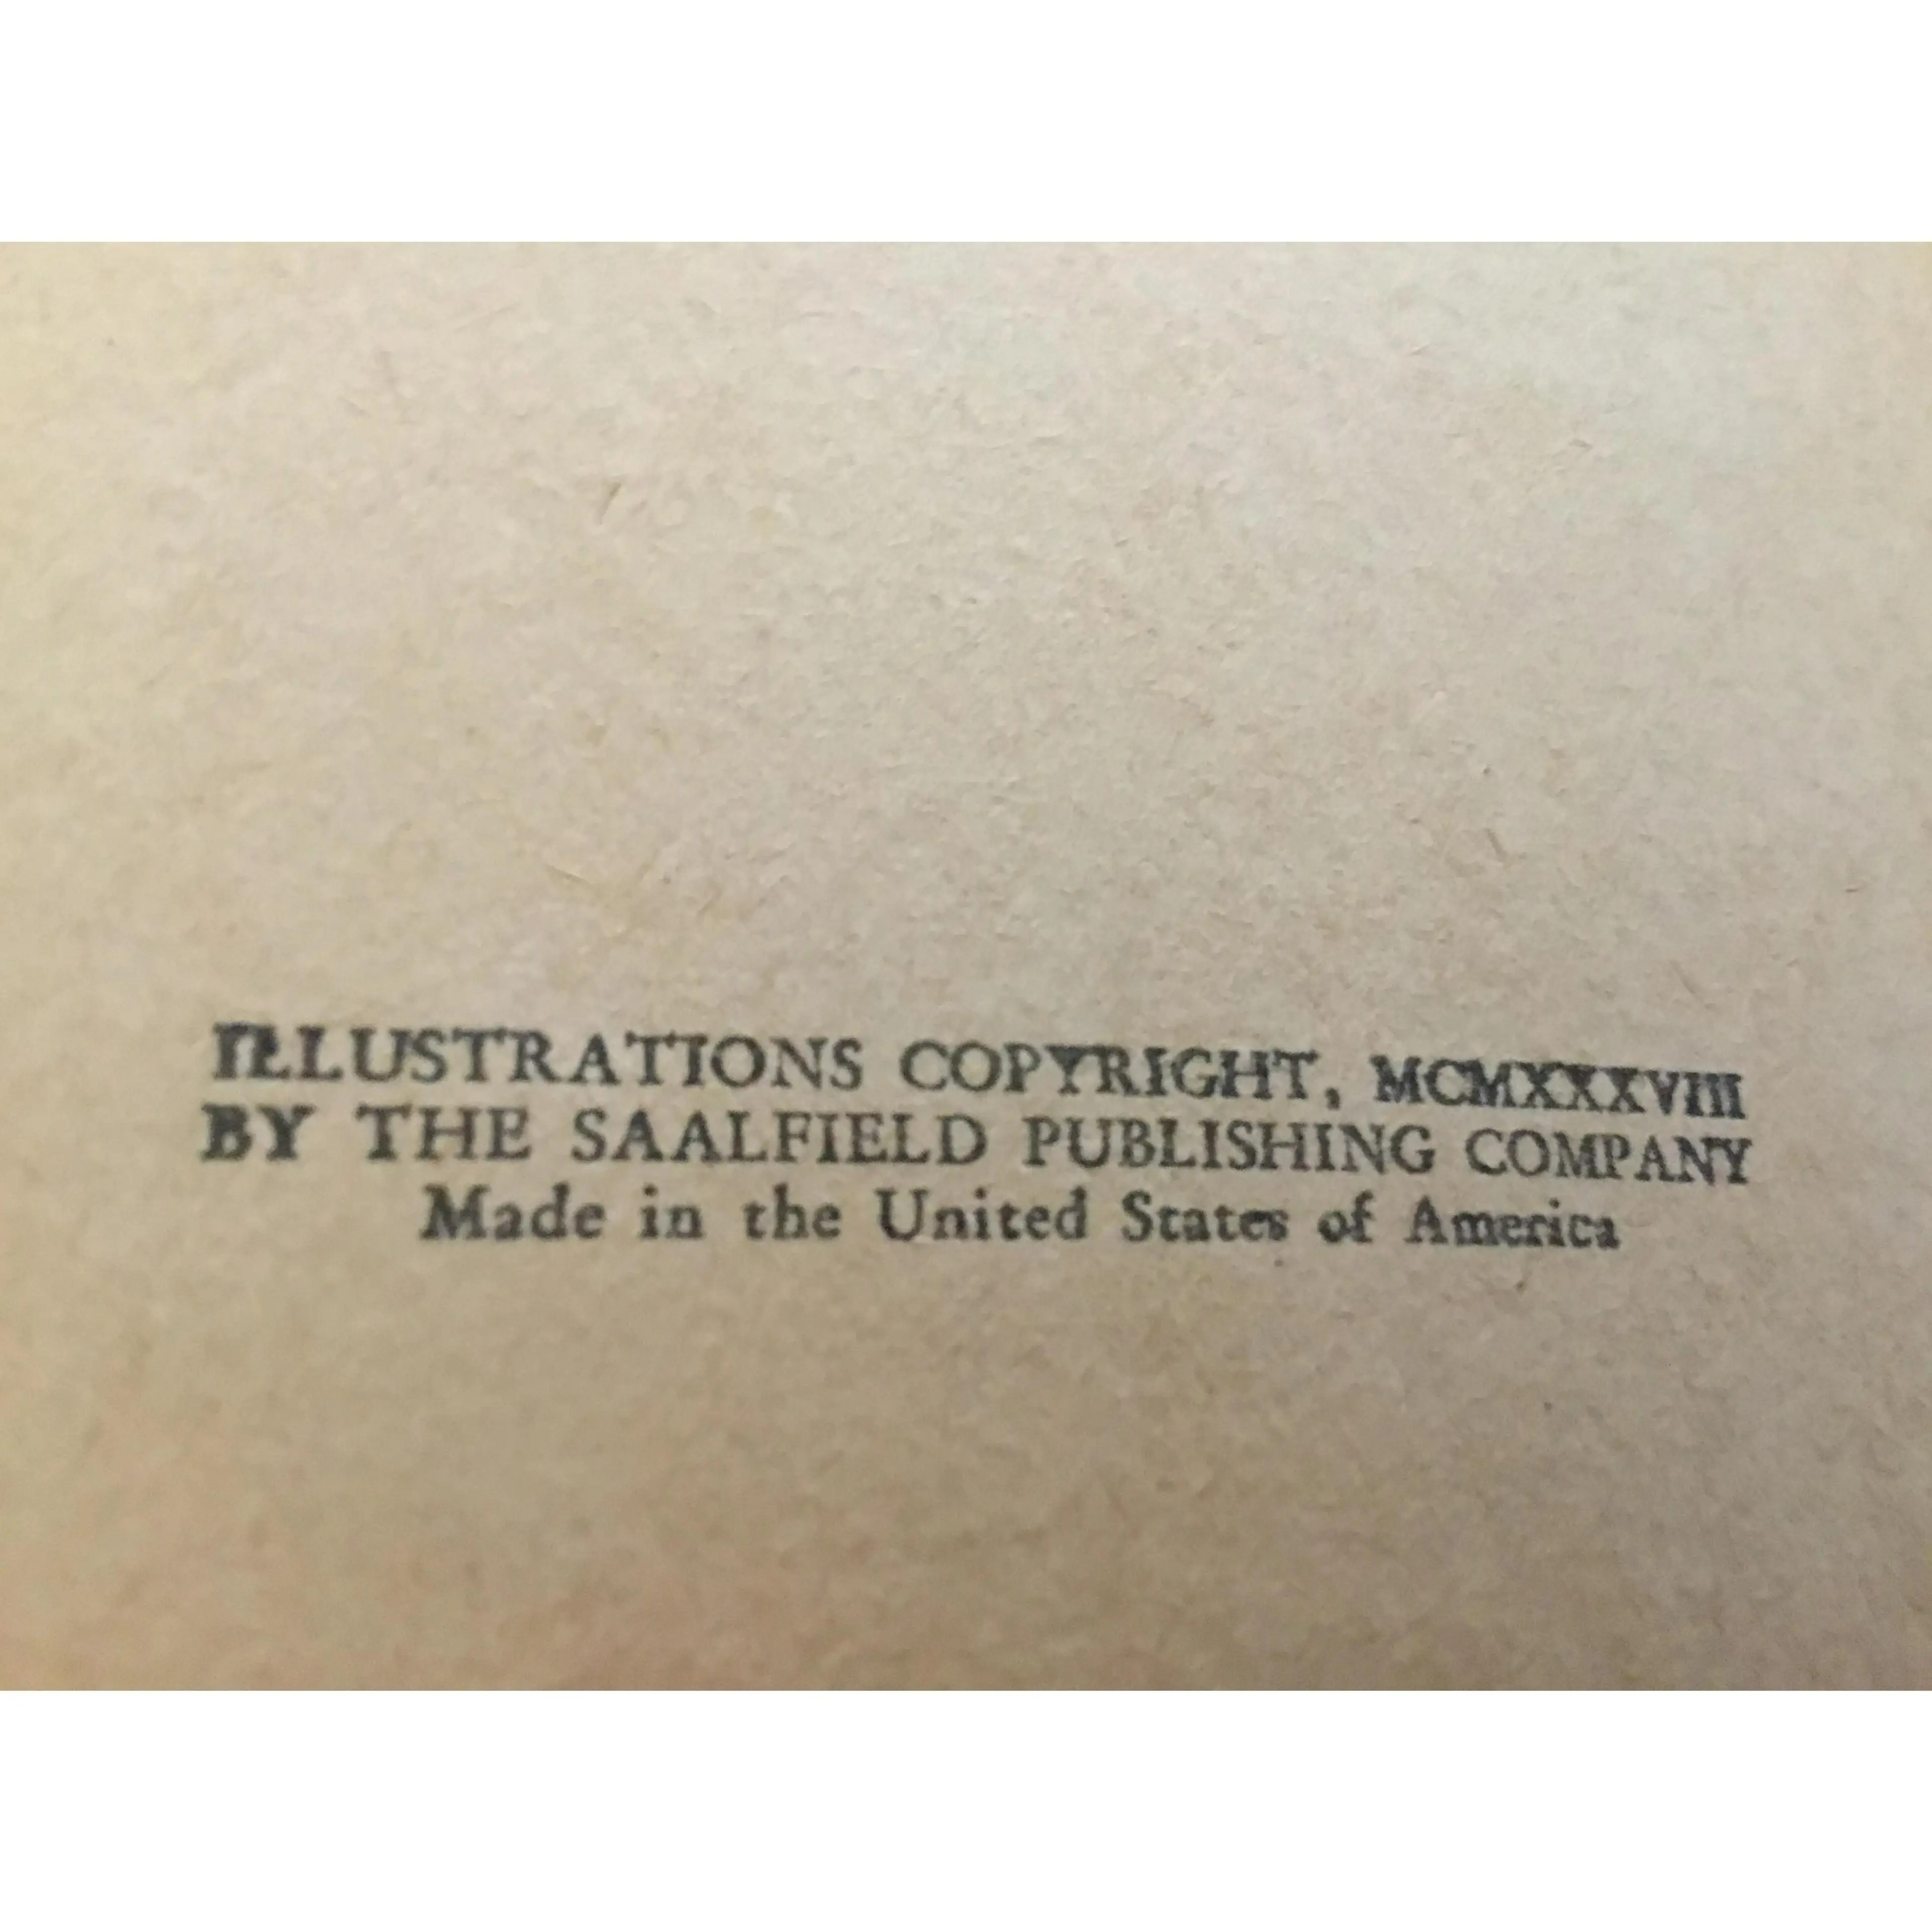 ILLUSTRATIONS COPYRIGHT, MCMXXXVIII
BY THE SAALFIELD PUBLISHING COMPANY
Made in the United States of America